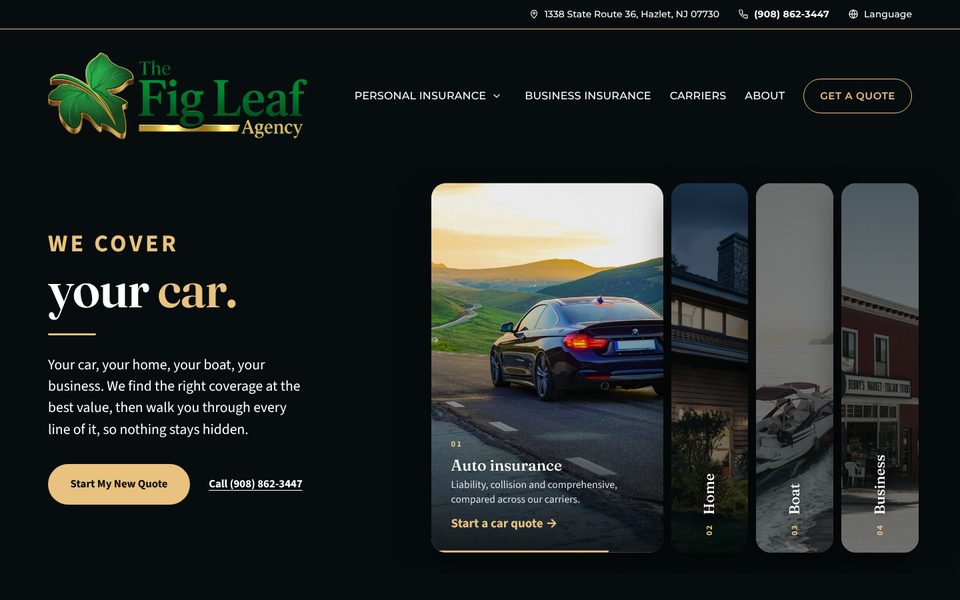 1338 State Route 36, Hazlet, NJ 07730
(908) 862-3447
Language
The
Fig Leaf
Agency
PERSONAL INSURANCE
BUSINESS INSURANCE
CARRIERS
ABOUT
GET A QUOTE
WE COVER
your car.
Your car, your home, your boat, your
business. We find the right coverage at the
best value, then walk you through every
line of it, so nothing stays hidden.
Start My New Quote
Call (908) 862-3447
01
Auto insurance
Liability, collision and comprehensive,
compared across our carriers.
Start a car quote →
02 Home
03 Boat
04 Business